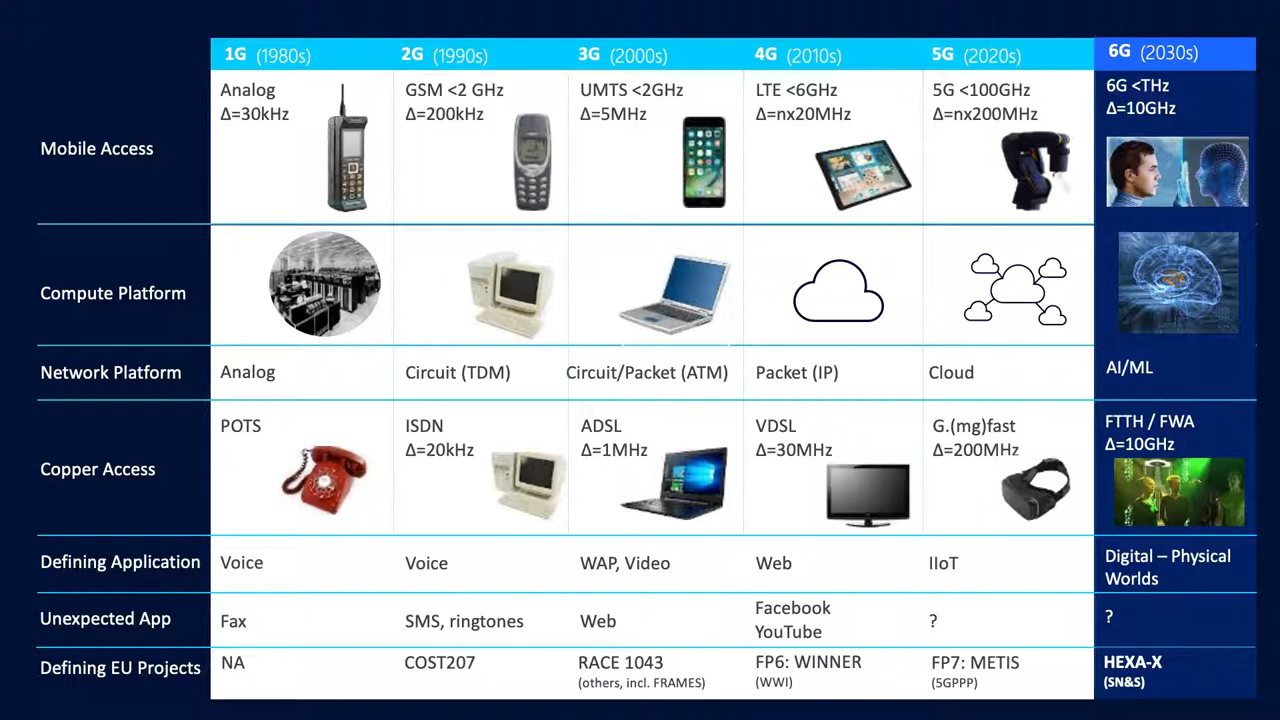 1G (1980s) 2G (1990s) 3G (2000s) 4G (2010s) 5G (2020s) 6G (2030s)
Mobile Access
Analog
Δ=30kHz
GSM <2 GHz
Δ=200kHz
UMTS <2GHz
Δ=5MHz
LTE <6GHz
Δ=nx20MHz
5G <100GHz
Δ=nx200MHz
6G <THz
Δ=10GHz
Compute Platform
Network Platform
Analog
Circuit (TDM)
Circuit/Packet (ATM)
Packet (IP)
Cloud
AI/ML
Copper Access
POTS
ISDN
Δ=20kHz
ADSL
Δ=1MHz
VDSL
Δ=30MHz
G.(mg)fast
Δ=200MHz
FTTH / FWA
Δ=10GHz
Defining Application
Voice
Voice
WAP, Video
Web
IIoT
Digital – Physical
Worlds
Unexpected App
Fax
SMS, ringtones
Web
Facebook
YouTube
?
?
Defining EU Projects
NA
COST207
RACE 1043
(others, incl. FRAMES)
FP6: WINNER
(WWI)
FP7: METIS
(5GPPP)
HEXA-X
(SN&S)